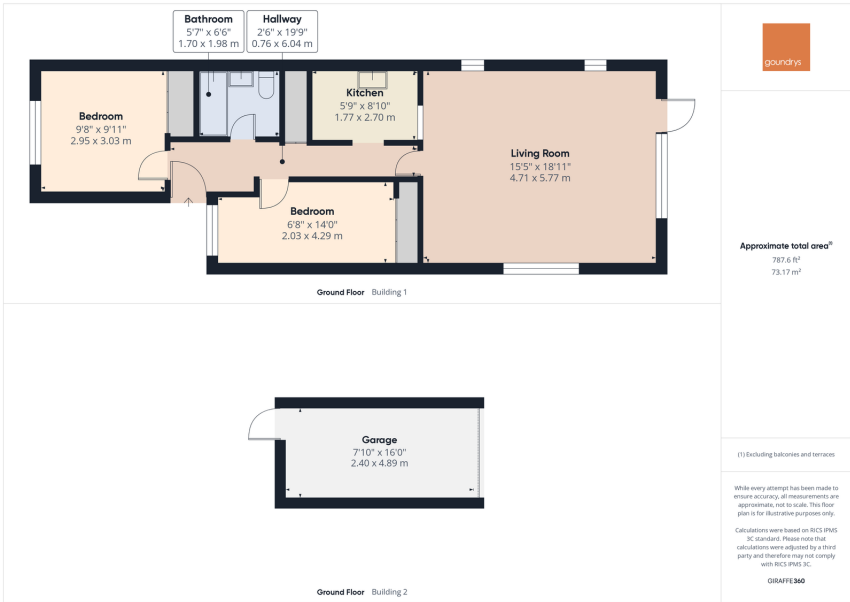 Bathroom
5'7" x 6'6"
1.70 x 1.98 m
Hallway
2'6" x 19'9"
0.76 x 6.04 m
Bedroom
9'8" x 9'11"
2.95 x 3.03 m
Kitchen
5'9" x 8'10"
1.77 x 2.70 m
Living Room
15'5" x 18'11"
4.71 x 5.77 m
Bedroom
6'8" x 14'0"
2.03 x 4.29 m
Ground Floor Building 1
Garage
7'10" x 16'0"
2.40 x 4.89 m
Ground Floor Building 2
goundrys
Approximate total area⁽¹⁾
787.6 ft²
73.17 m²
(1) Excluding balconies and terraces
While every attempt has been made to
ensure accuracy, all measurements are
approximate, not to scale. This floor
plan is for illustrative purposes only.
Calculations were based on RICS IPMS
3C standard. Please note that
calculations were adjusted by a third
party and therefore may not comply
with RICS IPMS 3C.
GIRAFFE360